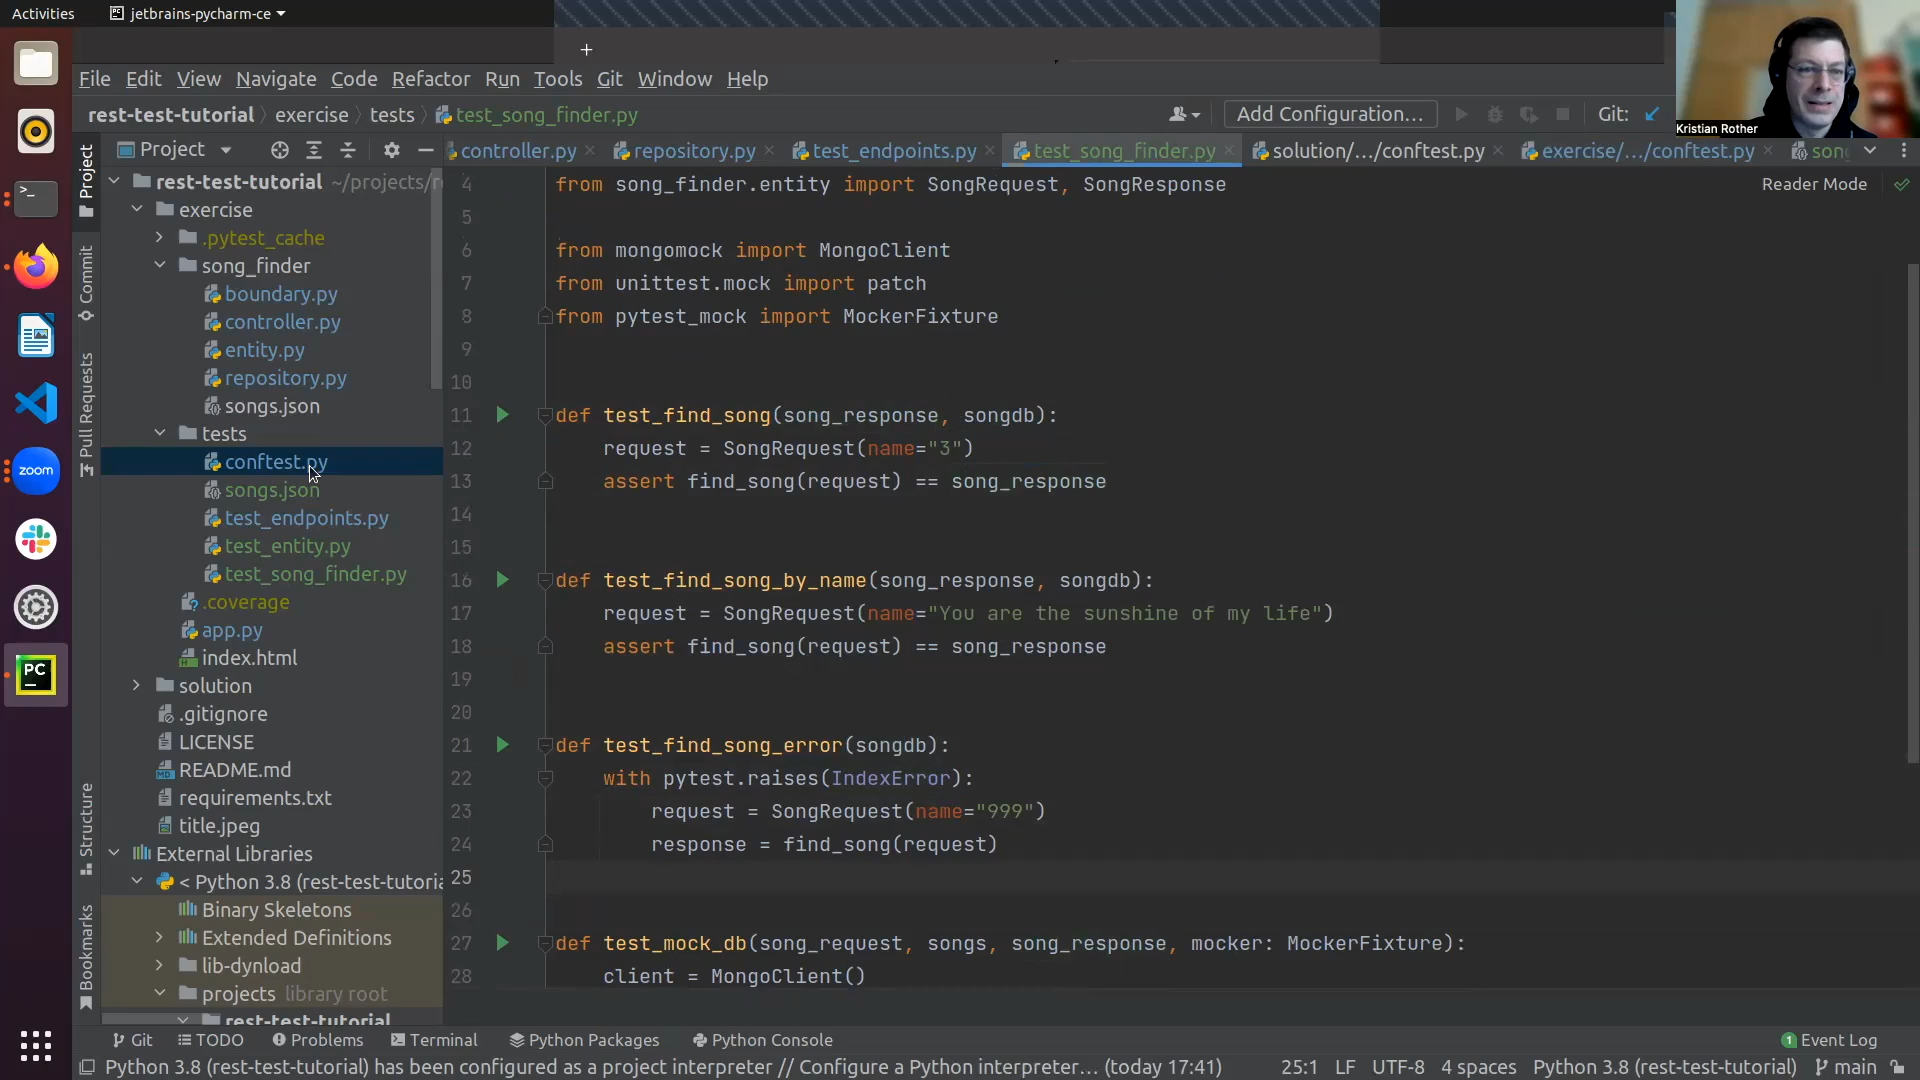 Activities
jetbrains-pycharm-ce
+
File Edit View Navigate Code Refactor Run Tools Git Window Help
Kristian Rother
rest-test-tutorial exercise tests test_song_finder.py
Add Configuration...
Git:
Project
controller.py
repository.py
test_endpoints.py
test_song_finder.py
solution/.../conftest.py
exercise/.../conftest.py
Reader Mode
Project
Commit
Pull Requests
Structure
Bookmarks
rest-test-tutorial ~/projects/
exercise
.pytest_cache
song_finder
boundary.py
controller.py
entity.py
repository.py
songs.json
tests
conftest.py
songs.json
test_endpoints.py
test_entity.py
test_song_finder.py
.coverage
app.py
index.html
solution
.gitignore
LICENSE
README.md
requirements.txt
title.jpeg
External Libraries
< Python 3.8 (rest-test-tutoria
Binary Skeletons
Extended Definitions
lib-dynload
projects library root
rest-test-tutorial
4 from song_finder.entity import SongRequest, SongResponse
5
6 from mongomock import MongoClient
7 from unittest.mock import patch
8 from pytest_mock import MockerFixture
9
10
11 def test_find_song(song_response, songdb):
12 request = SongRequest(name="3")
13 assert find_song(request) == song_response
14
15
16 def test_find_song_by_name(song_response, songdb):
17 request = SongRequest(name="You are the sunshine of my life")
18 assert find_song(request) == song_response
19
20
21 def test_find_song_error(songdb):
22 with pytest.raises(IndexError):
23 request = SongRequest(name="999")
24 response = find_song(request)
25
26
27 def test_mock_db(song_request, songs, song_response, mocker: MockerFixture):
28 client = MongoClient()
zoom
PC
Git TODO Problems Terminal Python Packages Python Console
1 Event Log
Python 3.8 (rest-test-tutorial) has been configured as a project interpreter // Configure a Python interpreter... (today 17:41)
25:1 LF UTF-8 4 spaces Python 3.8 (rest-test-tutorial) main